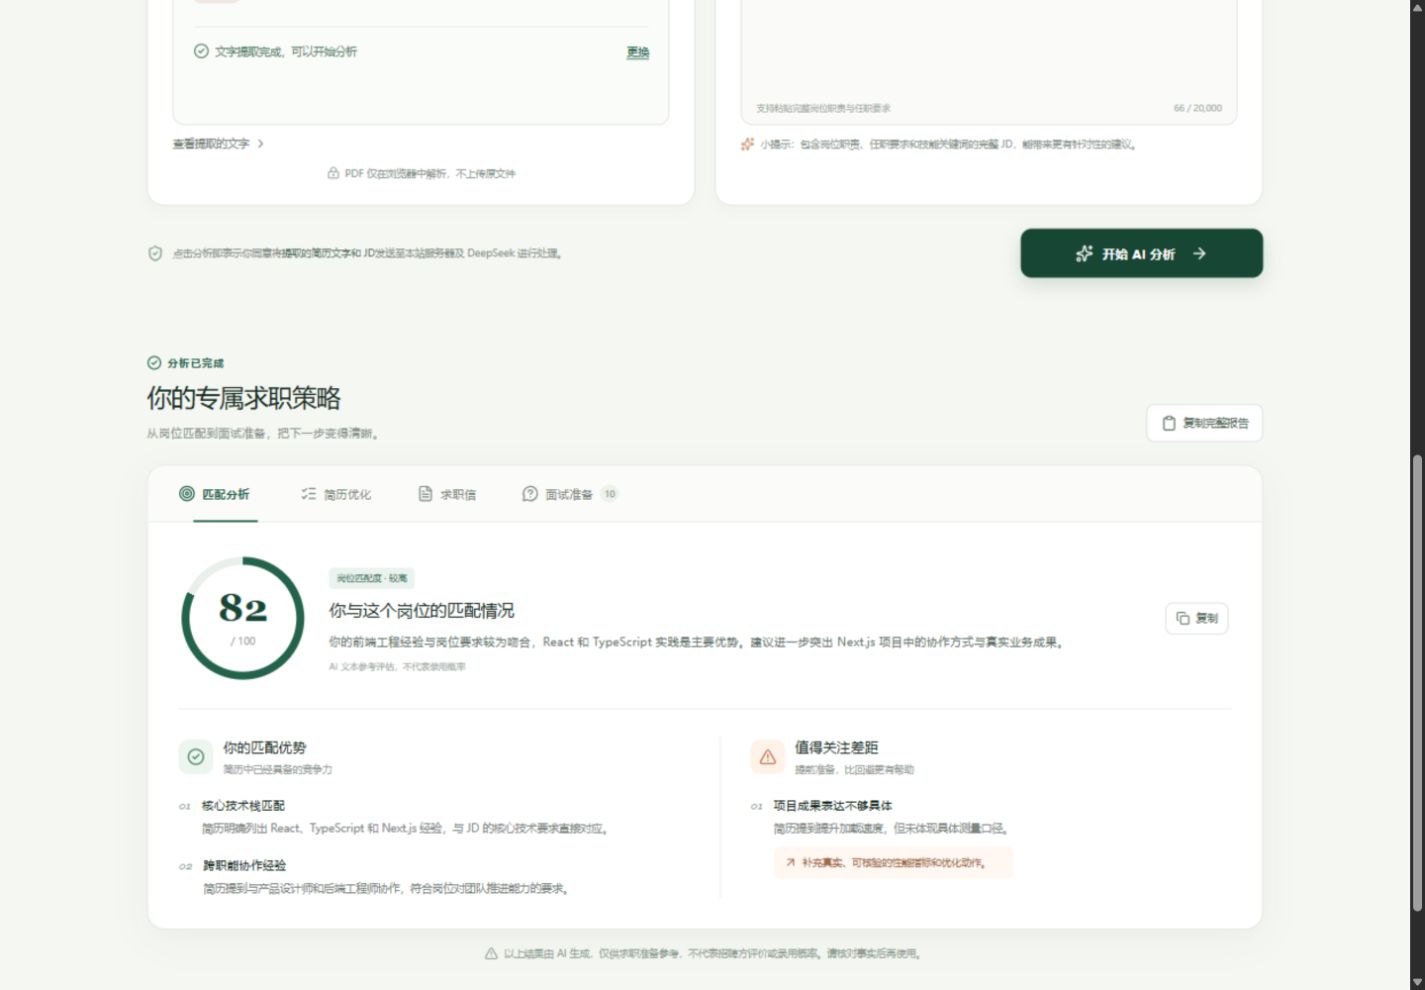 文字提取完成，可以开始分析
更换
查看提取的文字
PDF 仅在浏览器中解析，不上传原文件
支持粘贴完整岗位职责与任职要求
66 / 20,000
小提示：包含岗位职责、任职要求和技能关键词的完整 JD，能带来更有针对性的建议。
点击分析即表示你同意将提取的简历文字和 JD发送至本站服务器及 DeepSeek 进行处理。
开始 AI 分析
分析已完成
你的专属求职策略
从岗位匹配到面试准备，把下一步变得清晰。
复制完整报告
匹配分析
简历优化
求职信
面试准备 10
82
/ 100
岗位匹配度 · 较高
你与这个岗位的匹配情况
你的前端工程经验与岗位要求较为吻合，React 和 TypeScript 实践是主要优势。建议进一步突出 Next.js 项目中的协作方式与真实业务成果。
AI 文本参考评估，不代表录用概率
复制
你的匹配优势
简历中已经具备的竞争力
01 核心技术栈匹配
简历明确列出 React、TypeScript 和 Next.js 经验，与 JD 的核心技术要求直接对应。
02 跨职能协作经验
简历提到与产品设计师和后端工程师协作，符合岗位对团队推进能力的要求。
值得关注差距
提前准备，比回避更有帮助
01 项目成果表达不够具体
简历提到提升加载速度，但未体现具体测量口径。
补充真实、可核验的性能指标和优化动作。
以上结果由 AI 生成，仅供求职准备参考，不代表招聘方评价或录用概率。请核对事实后再使用。